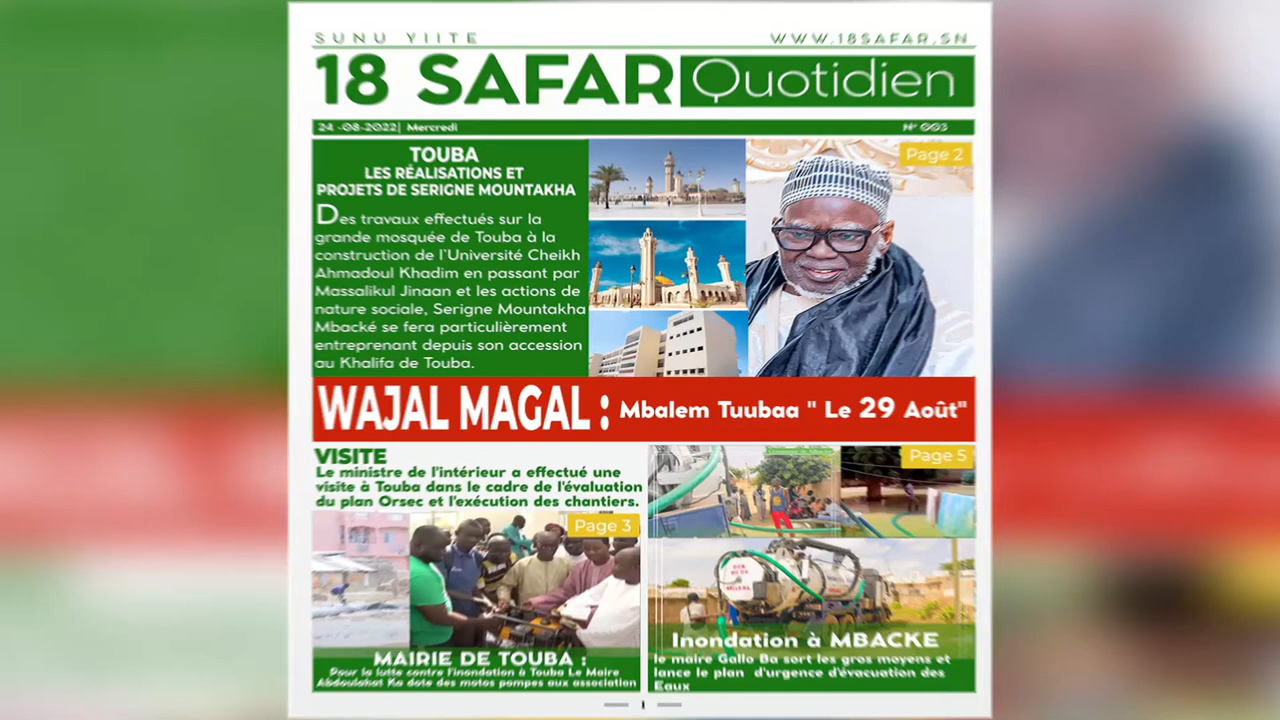 SUNU YIITE
WWW.18SAFAR.SN
18 SAFAR Quotidien
24 -08-2022| Mercredi
N° 003
TOUBA
LES RÉALISATIONS ET
PROJETS DE SERIGNE MOUNTAKHA
Des travaux effectués sur la
grande mosquée de Touba à la
construction de l'Université Cheikh
Ahmadoul Khadim en passant par
Massalikul Jinaan et les actions de
nature sociale, Serigne Mountakha
Mbacké se fera particulièrement
entreprenant depuis son accession
au Khalifa de Touba.
Page 2
WAJAL MAGAL : Mbalem Tuubaa " Le 29 Août"
VISITE
Le ministre de l'intérieur a effectué une
visite à Touba dans le cadre de l'évaluation
du plan Orsec et l'exécution des chantiers.
Page 3
MAIRIE DE TOUBA :
Pour la lutte contre l'inondation à Touba Le Maire
Abdoulahat Ka dote des motos pompes aux association
Page 5
Inondation à MBACKE
le maire Gallo Ba sort les gros moyens et
lance le plan d'urgence d'évacution des
Eaux
1